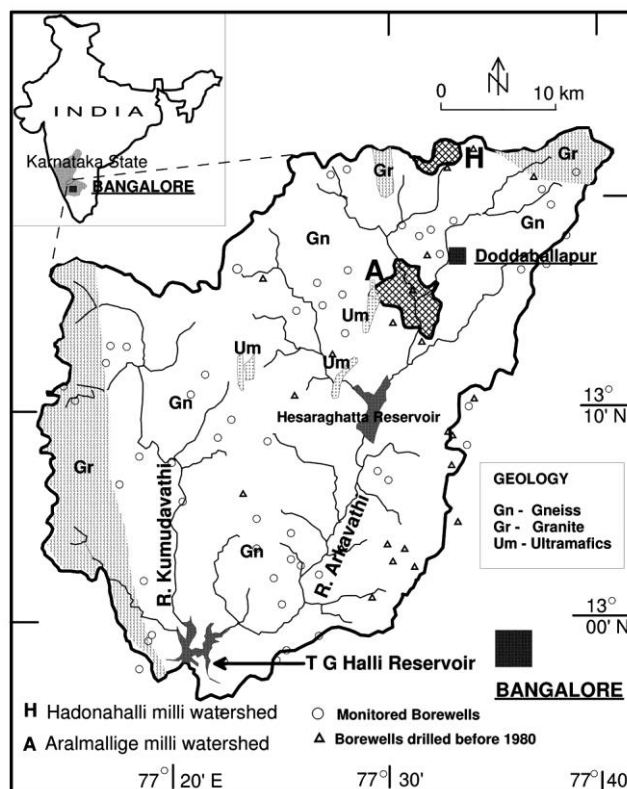 INDIA
Karnataka State
BANGALORE
N
0 10 km
H
Gr
Gr
Gn
Gn
Doddaballapur
A
Um
Um
Um
13° 
10' N
Hesaraghatta Reservoir
Gn
Gr
R. Kumudavathi
R. Arkavathi
Gn
GEOLOGY
Gn - Gneiss
Gr - Granite
Um - Ultramafics
13°
00' N
T G Halli Reservoir
BANGALORE
H Hadonahalli milli watershed
A Aralmallige milli watershed
Monitored Borewells
Borewells drilled before 1980
77° 20' E
77° 30'
77° 40'